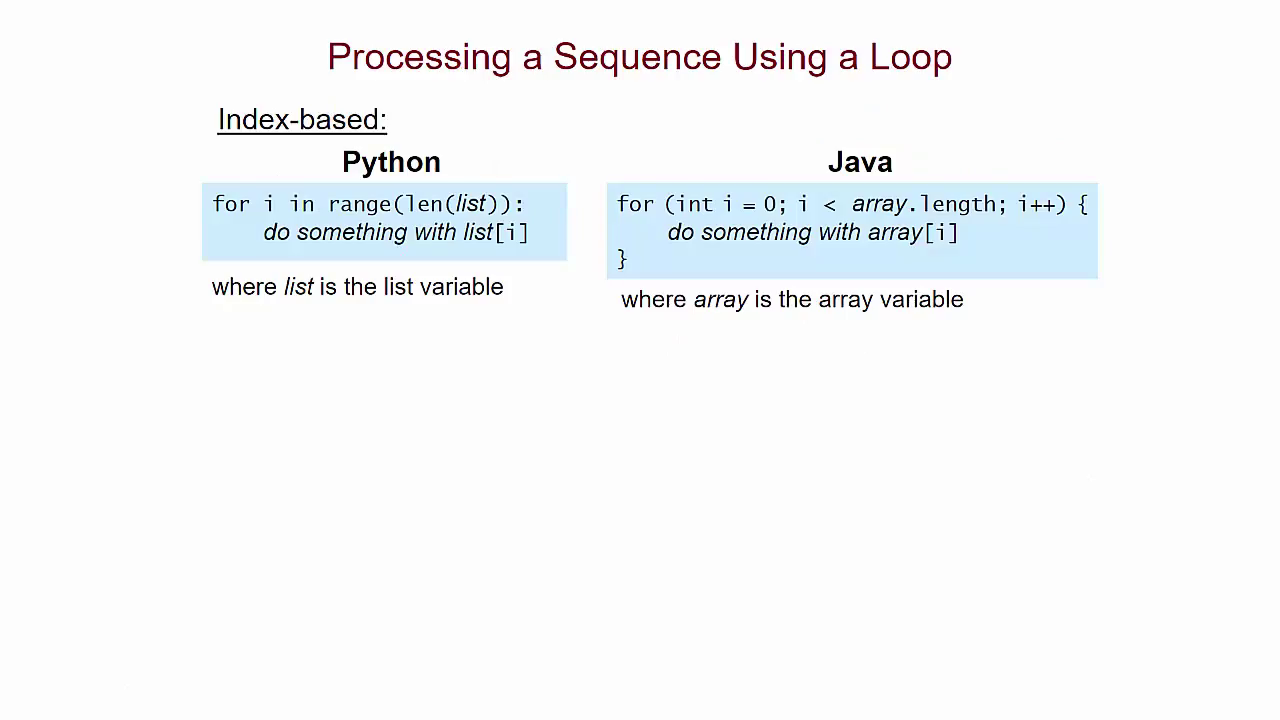 Processing a Sequence Using a Loop
Index-based:
Python
for i in range(len(list)):
do something with list[i]
where list is the list variable
Java
for (int i = 0; i < array.length; i++) {
do something with array[i]
}
where array is the array variable